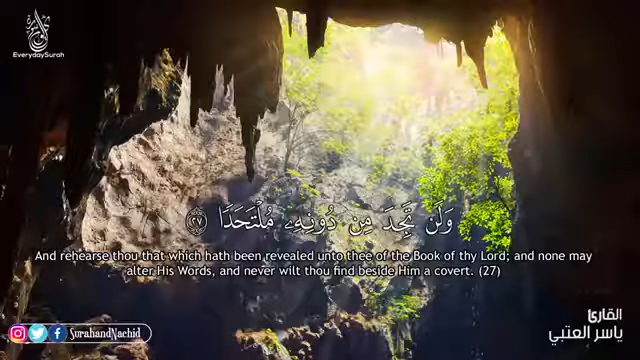 EverydaySurah
وَلَن تَجِدَ مِن دُونِهِۦ مُلْتَحَدًا ٢٧
And rehearse thou that which hath been revealed unto thee of the Book of thy Lord; and none may
alter His Words, and never wilt thou find beside Him a covert. (27)
القارئ
ياسر العتبي
SurahandNachid